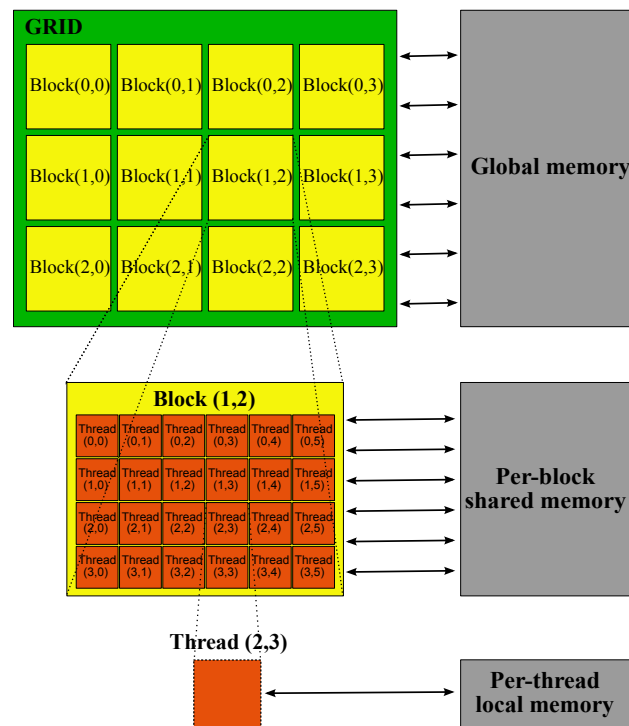 GRID
Block(0,0) Block(0,1) Block(0,2) Block(0,3)
Block(1,0) Block(1,1) Block(1,2) Block(1,3)
Block(2,0) Block(2,1) Block(2,2) Block(2,3)
Global memory
Block (1,2)
Thread Thread Thread Thread Thread Thread
(0,0) (0,1) (0,2) (0,3) (0,4) (0,5)
Thread Thread Thread Thread Thread Thread
(1,0) (1,1) (1,2) (1,3) (1,4) (1,5)
Thread Thread Thread Thread Thread Thread
(2,0) (2,1) (2,2) (2,3) (2,4) (2,5)
Thread Thread Thread Thread Thread Thread
(3,0) (3,1) (3,2) (3,3) (3,4) (3,5)
Per-block
shared memory
Thread (2,3)
Per-thread
local memory